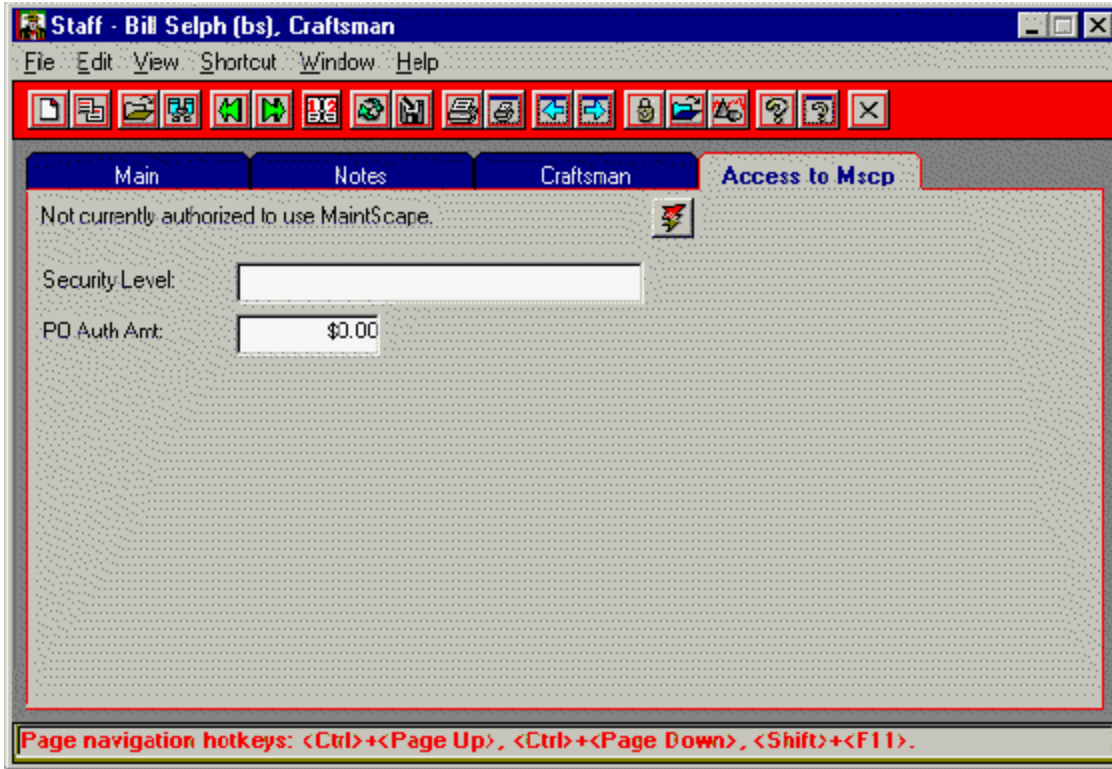 Staff - Bill Selph (bs), Craftsman
File Edit View Shortcut Window Help
Main Notes Craftsman Access to Mscp
Not currently authorized to use MaintScape.
Security Level:
PO Auth Amt: $0.00
Page navigation hotkeys: <Ctrl>+<Page Up>, <Ctrl>+<Page Down>, <Shift>+<F11>.